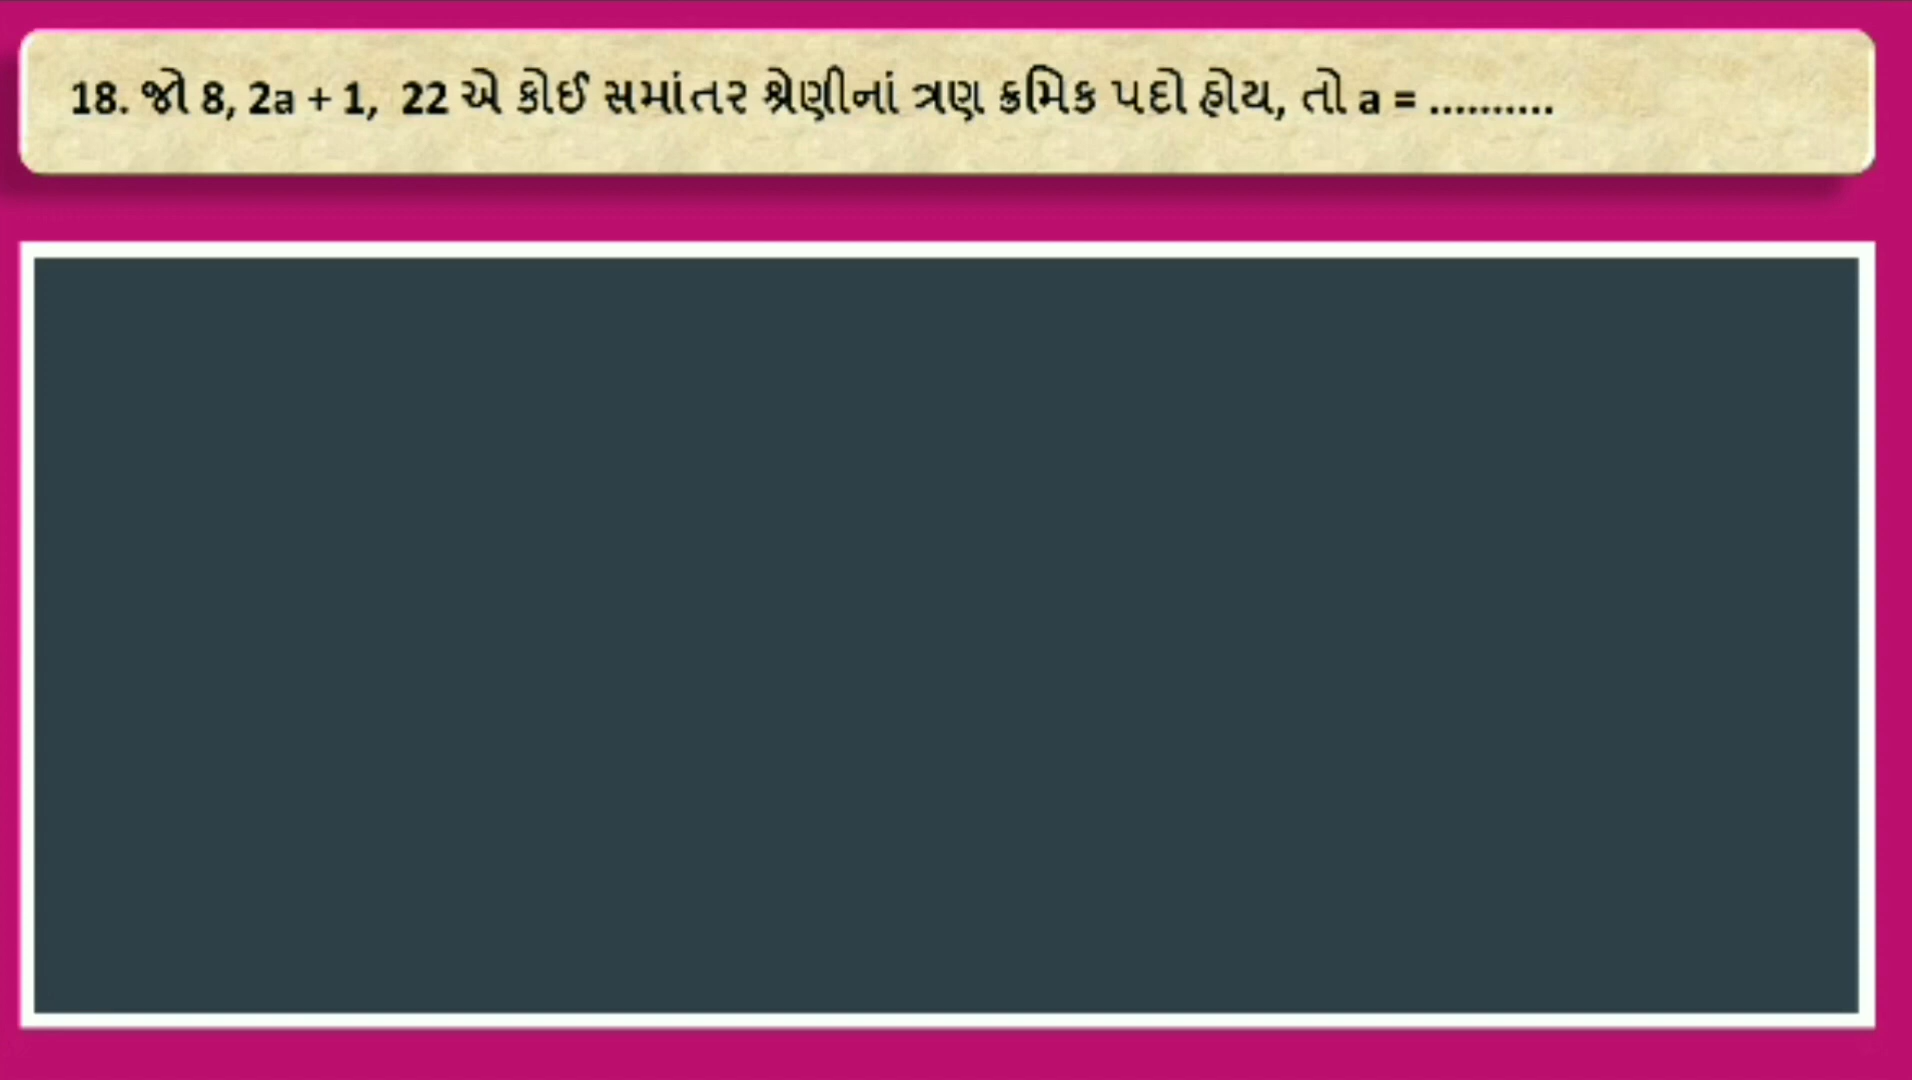 18. જો 8, 2a + 1, 22 એ કોઈ સમાંતર શ્રેણીનાં ત્રણ ક્રમિક પદો હોય, તો a = ..........